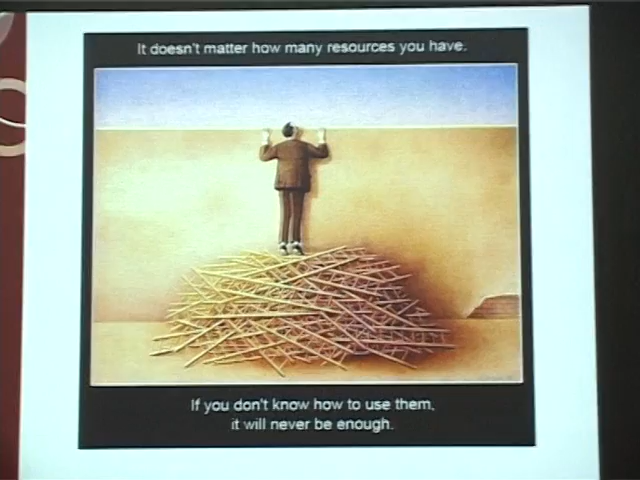 It doesn't matter how many resources you have.
If you don't know how to use them,
it will never be enough.